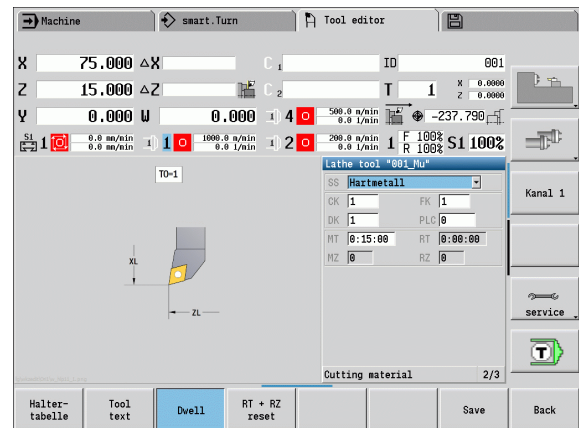 Machine smart.Turn Tool editor
X 75.000 ΔX C 1 ID 001
Z 15.000 ΔZ C 2 T 1 X 0.0000 Z 0.0000
Y 0.000 W 0.000 4 500.0 m/min 0.0 1/min -237.790
S1 1 0.0 mm/min 0.0 mm/min 1 1000.0 m/min 0.0 1/min 2 200.0 m/min 0.0 1/min 1 F 100% R 100% S1 100%
TO=1
XL
ZL
Lathe tool "001_Mu"
SS Hartmetall
CK 1 FK 1
DK 1 PLC 0
MT 0:15:00 RT 0:00:00
MZ 0 RZ 0
Cutting material 2/3
Kanal 1
service
T
Halter-
tabelle
Tool
text
Dwell
RT + RZ
reset
Save
Back